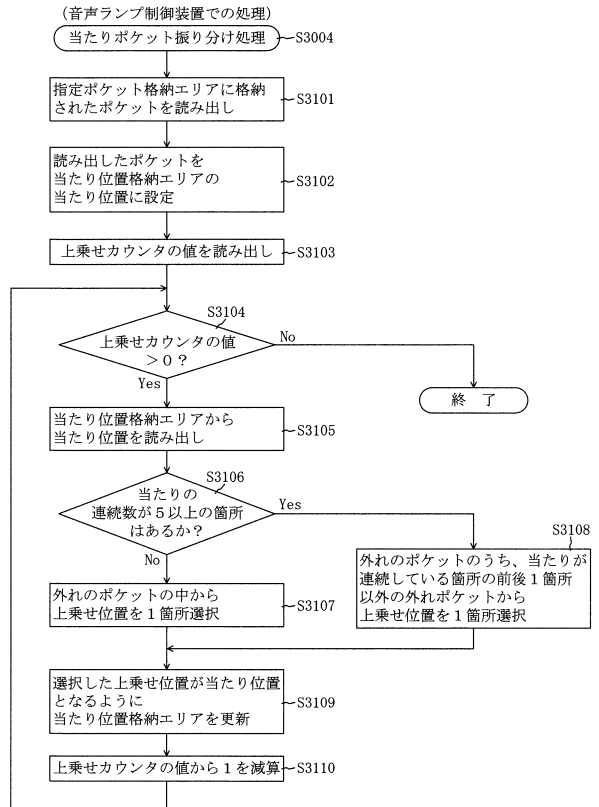 (音声ランプ制御装置での処理)
当たりポケット振り分け処理
S3004
指定ポケット格納エリアに格納
されたポケットを読み出し
S3101
読み出したポケットを
当たり位置格納エリアの
当たり位置に設定
S3102
上乗せカウンタの値を読み出し
S3103
S3104
上乗せカウンタの値
>0?
No
Yes
終 了
当たり位置格納エリアから
当たり位置を読み出し
S3105
S3106
当たりの
連続数が5以上の箇所
はあるか?
Yes
No
S3108
外れのポケットのうち、当たりが
連続している箇所の前後1箇所
以外の外れポケットから
上乗せ位置を1箇所選択
外れのポケットの中から
上乗せ位置を1箇所選択
S3107
選択した上乗せ位置が当たり位置
となるように
当たり位置格納エリアを更新
S3109
上乗せカウンタの値から1を減算
S3110